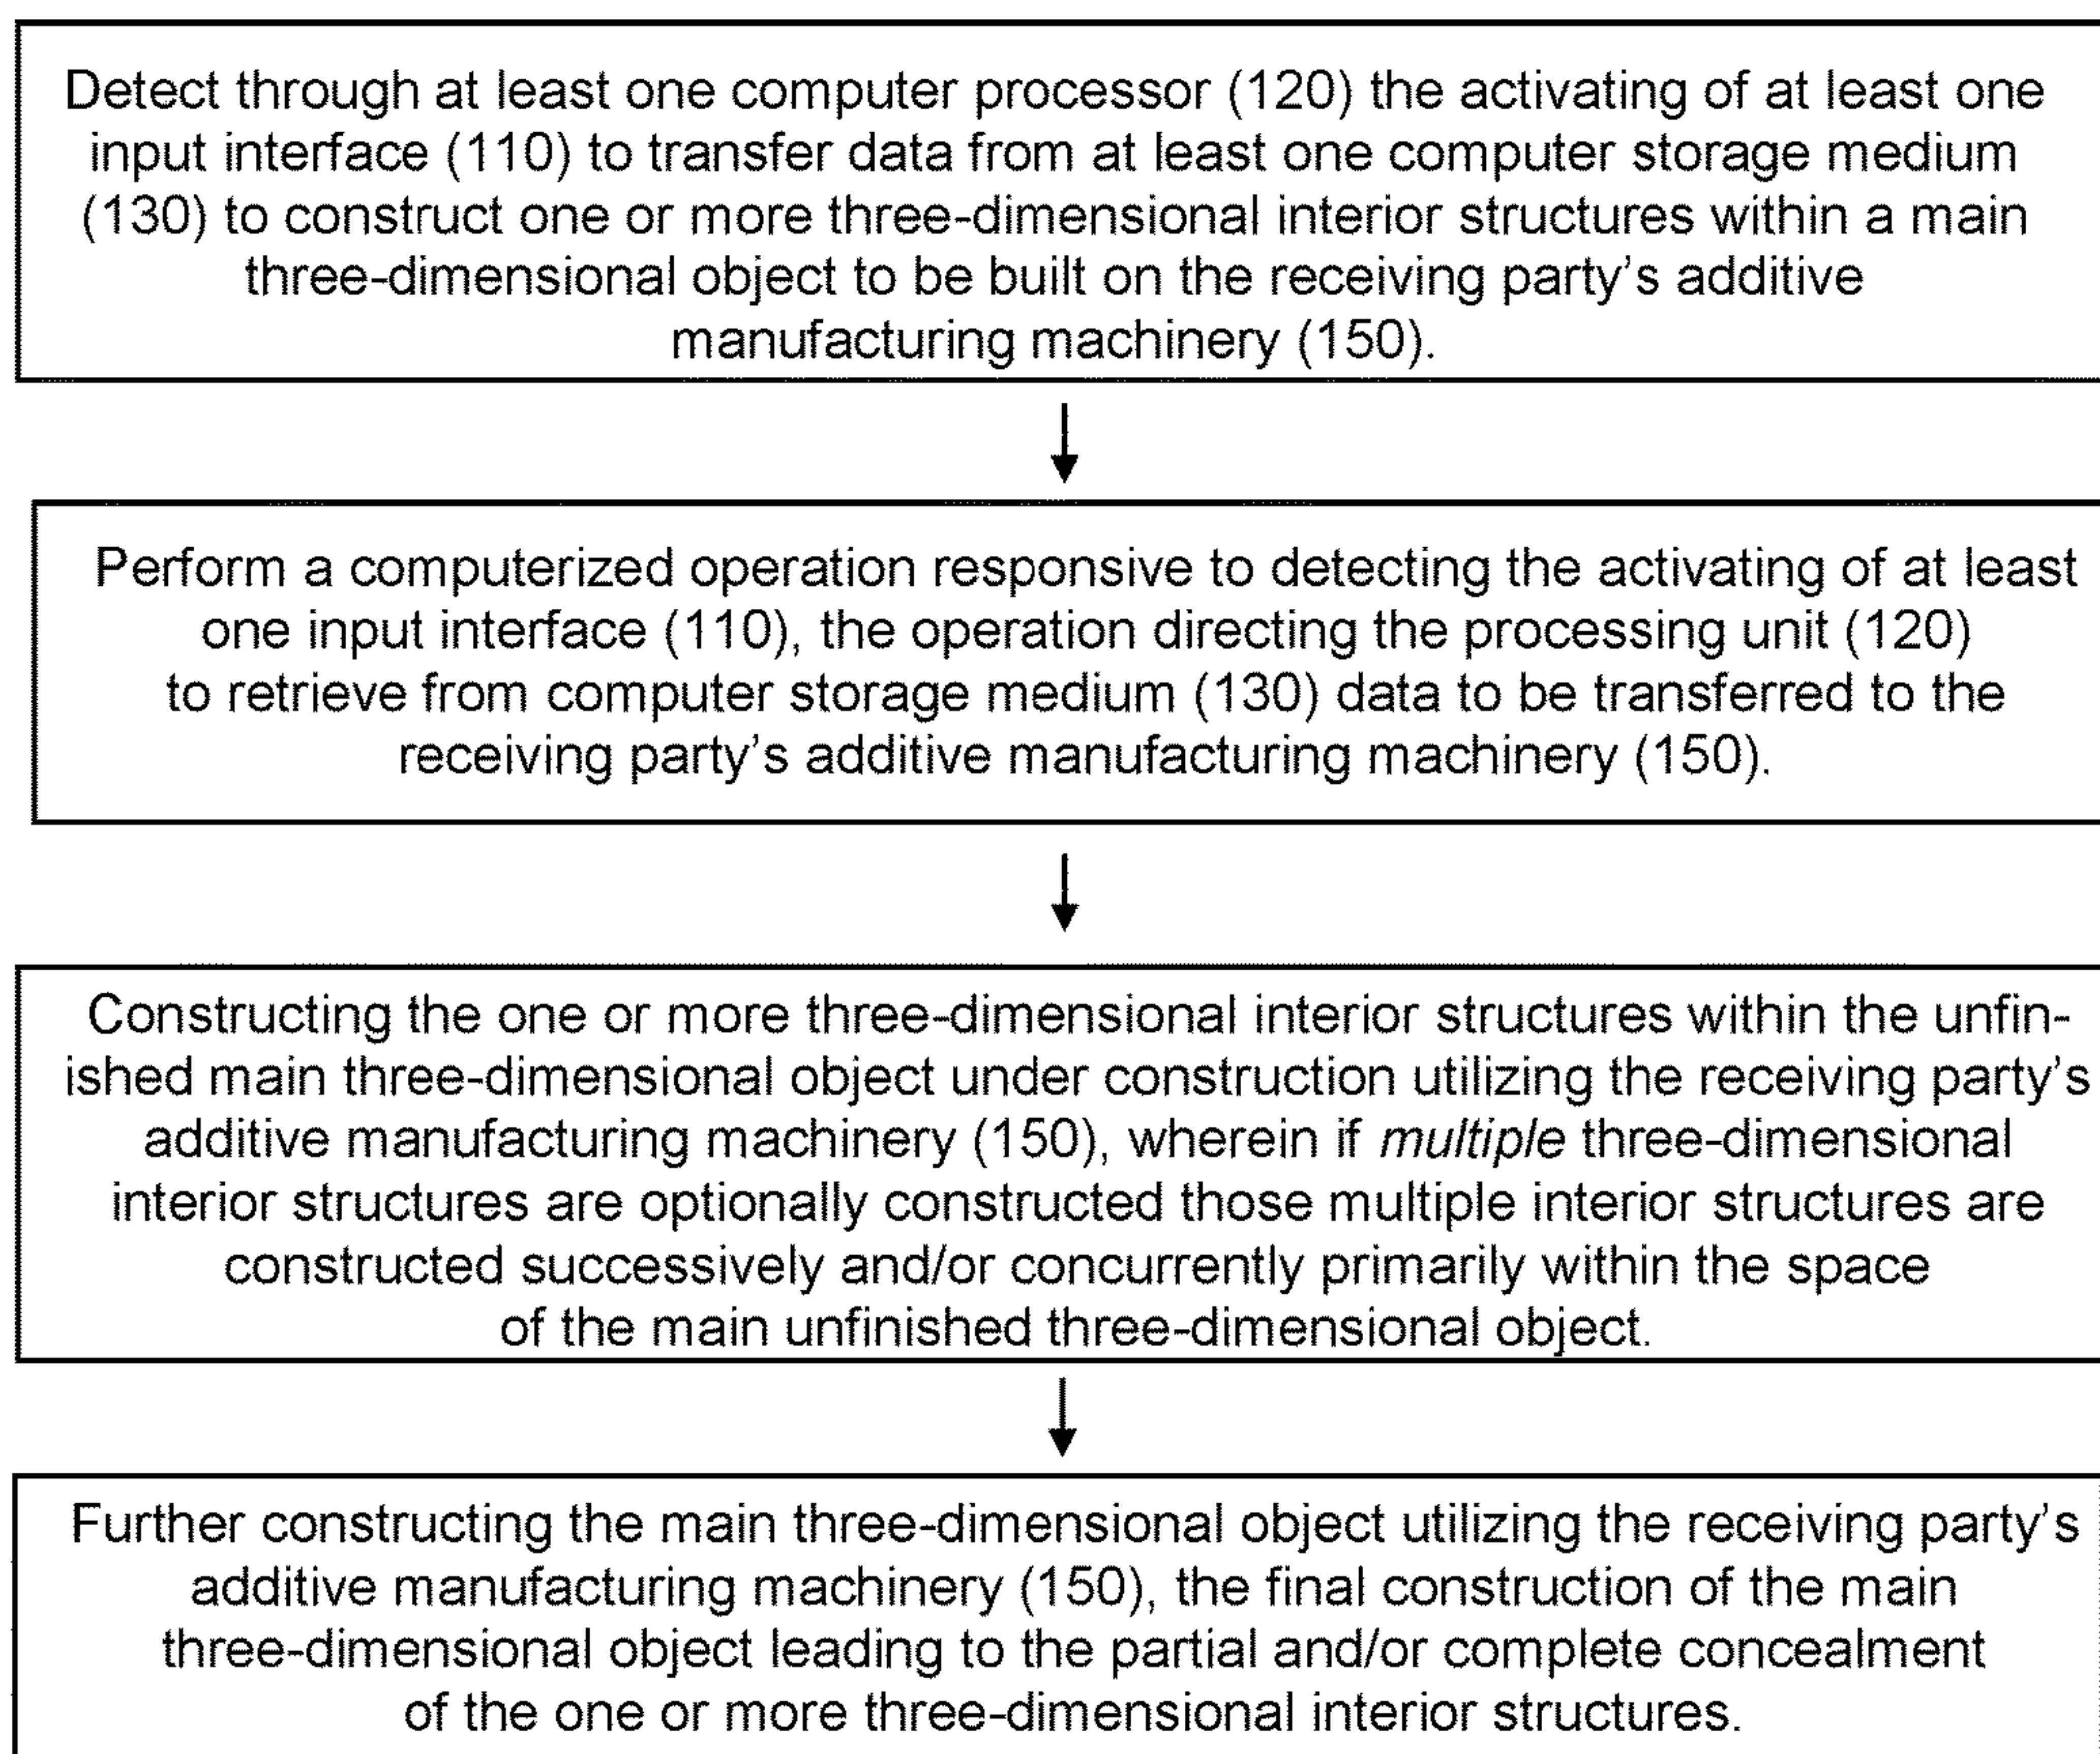 Detect through at least one computer processor (120) the activating of at least one
input interface (110) to transfer data from at least one computer storage medium
(130) to construct one or more three-dimensional interior structures within a main
three-dimensional object to be built on the receiving party’s additive
manufacturing machinery (150).
Perform a computerized operation responsive to detecting the activating of at least
one input interface (110), the operation directing the processing unit (120)
to retrieve from computer storage medium (130) data to be transferred to the
receiving party’s additive manufacturing machinery (150).
Constructing the one or more three-dimensional interior structures within the unfin-
ished main three-dimensional object under construction utilizing the receiving party’s
additive manufacturing machinery (150), wherein if multiple three-dimensional
interior structures are optionally constructed those multiple interior structures are
constructed successively and/or concurrently primarily within the space
of the main unfinished three-dimensional object.
Further constructing the main three-dimensional object utilizing the receiving party’s
additive manufacturing machinery (150), the final construction of the main
three-dimensional object leading to the partial and/or complete concealment
of the one or more three-dimensional interior structures.